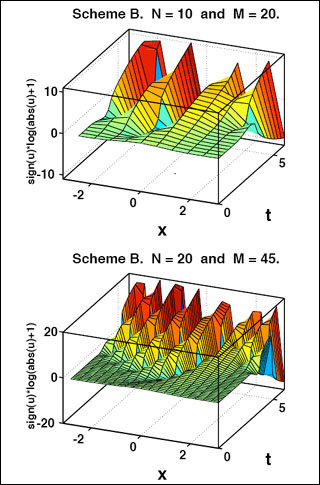 Scheme B. N = 10 and M = 20.
sign(u)*log(abs(u)+1)
10
0
-10
-2
0
2
x
0
5
t
Scheme B. N = 20 and M = 45.
sign(u)*log(abs(u)+1)
20
0
-20
-2
0
2
x
0
5
t